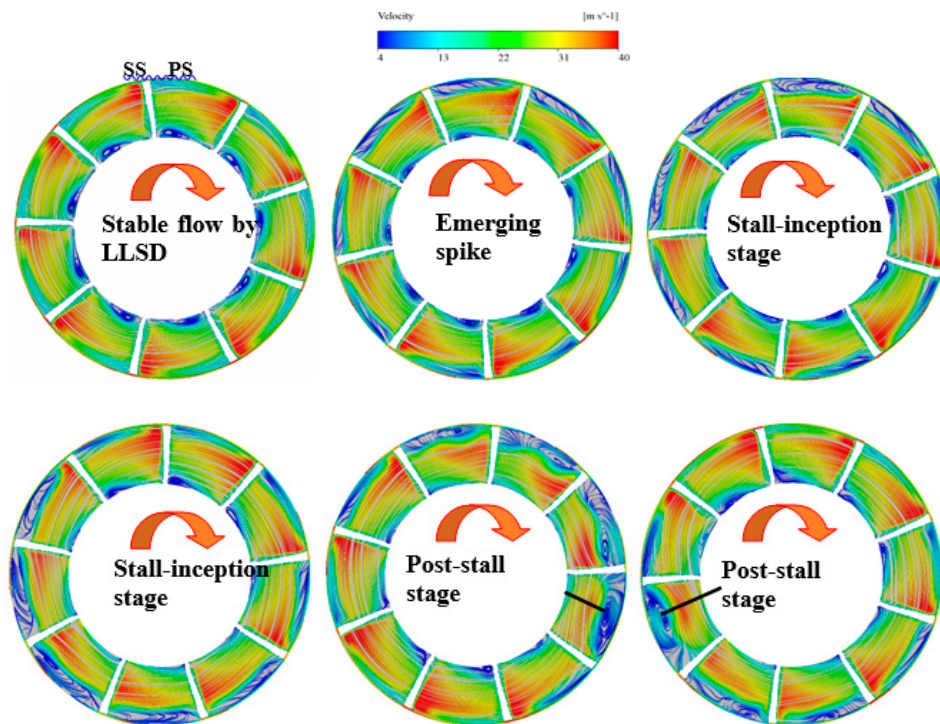 Velocity [m s^-1]
4 13 22 31 40
SS PS
Stable flow by
LLSD
Emerging
spike
Stall-inception
stage
Stall-inception
stage
Post-stall
stage
Post-stall
stage